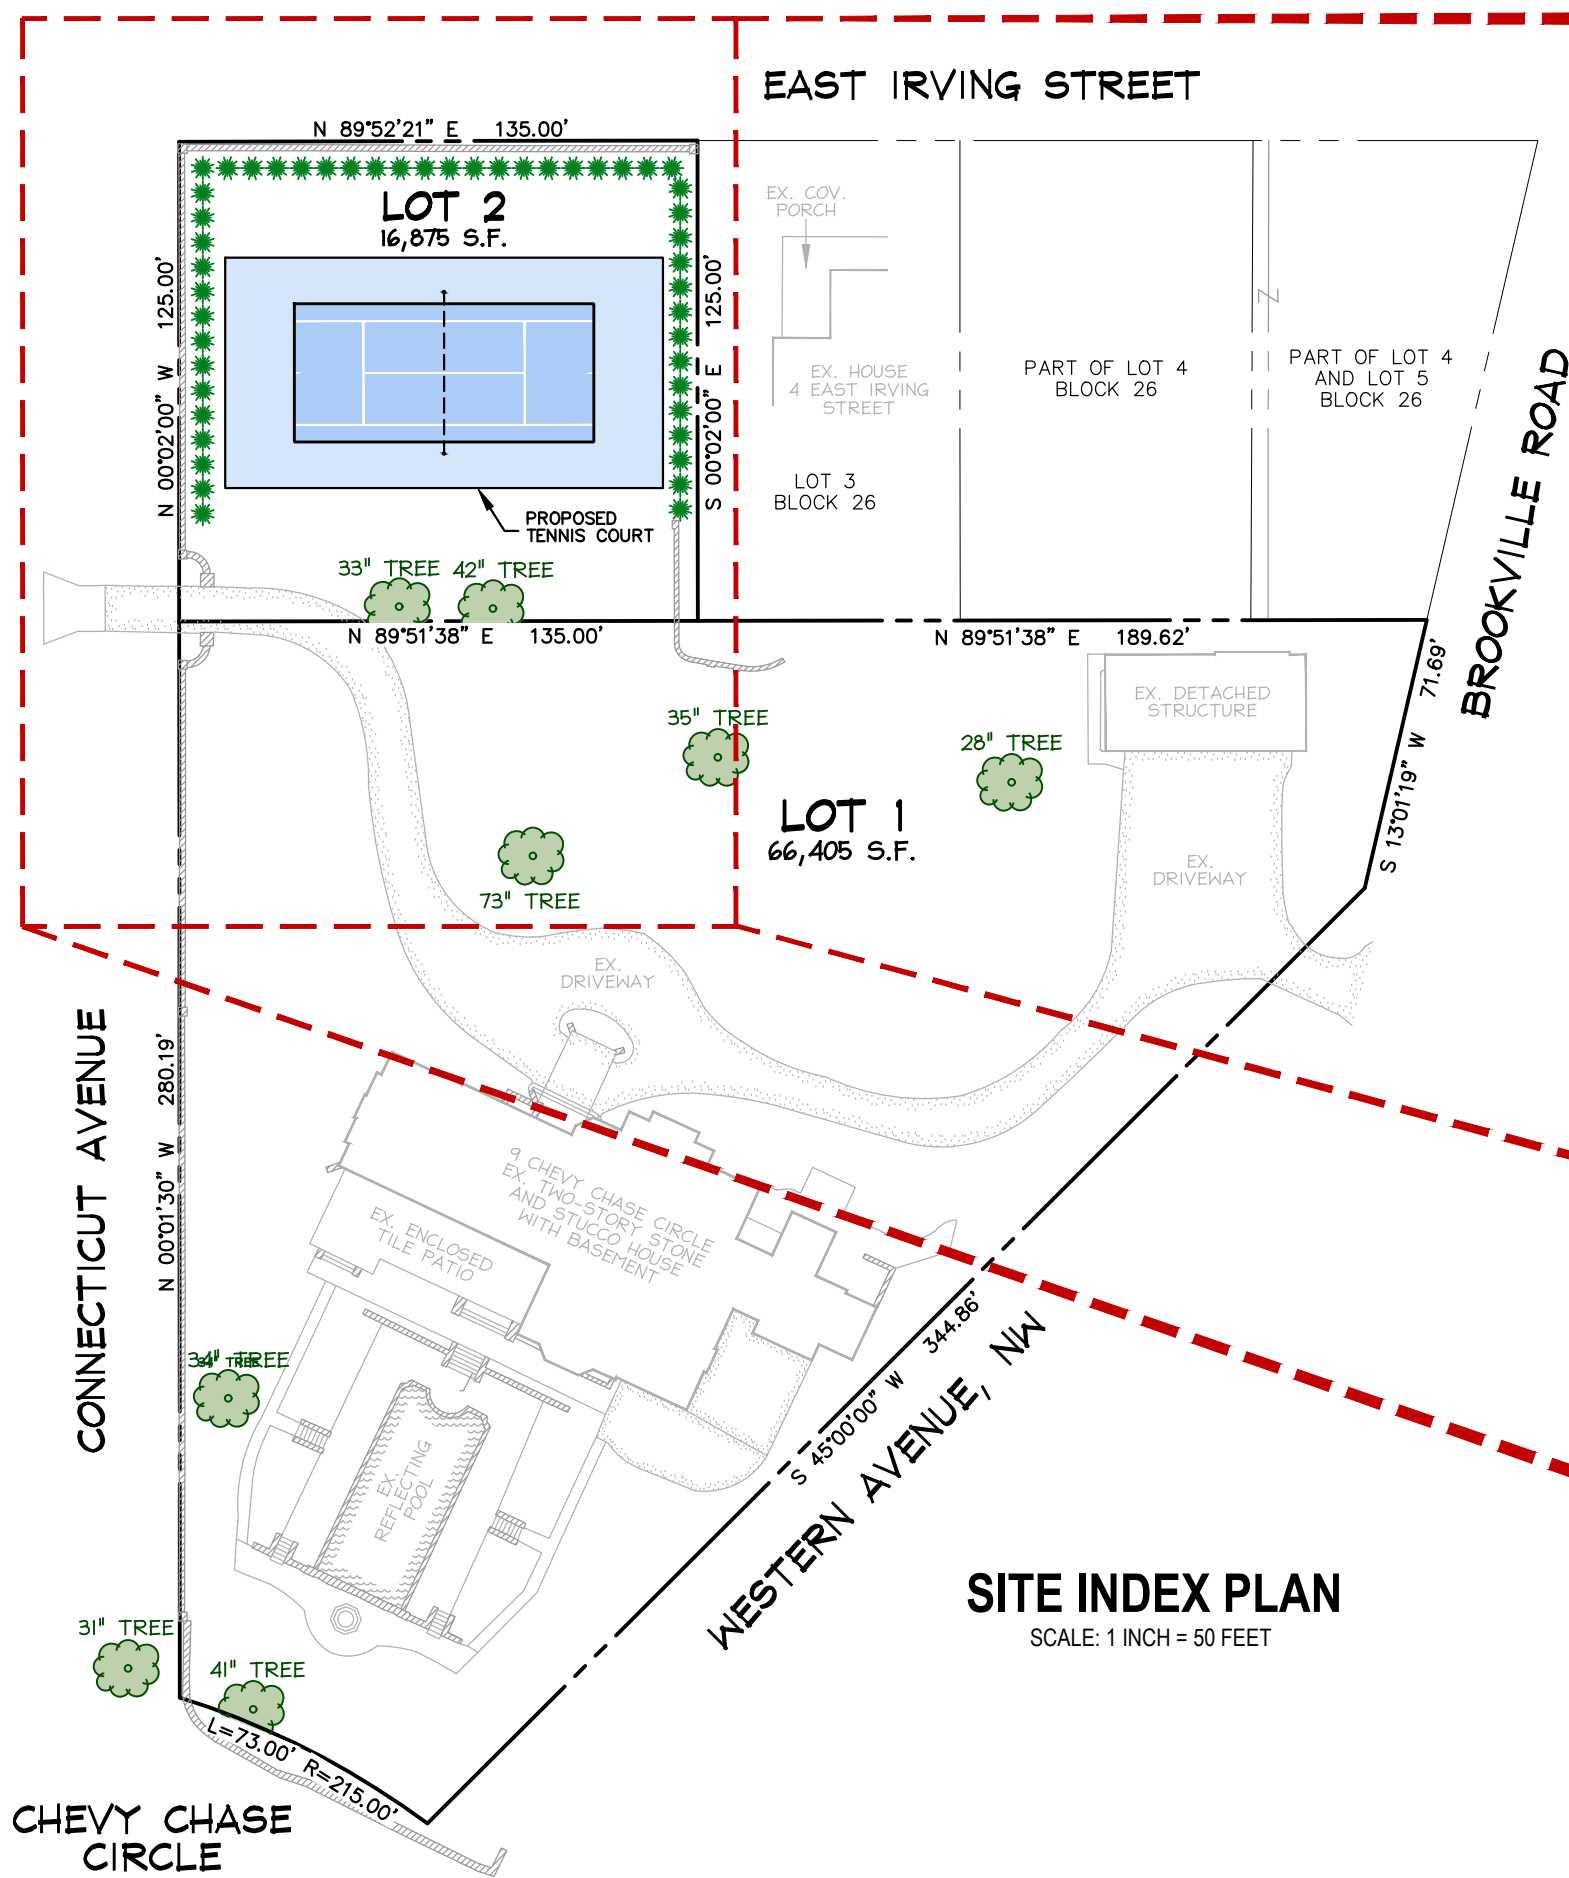 EAST IRVING STREET
N 89°52'21" E 135.00'
LOT 2
16,875 S.F.
N 00°02'00" W 125.00'
S 00°02'00" E 125.00'
EX. COV.
PORCH
EX. HOUSE
4 EAST IRVING
STREET
LOT 3
BLOCK 26
PART OF LOT 4
BLOCK 26
Z
PART OF LOT 4
AND LOT 5
BLOCK 26
BROOKVILLE ROAD
PROPOSED
TENNIS COURT
33" TREE
42" TREE
N 89°51'38" E 135.00'
N 89°51'38" E 189.62'
S 13°01'19" W 71.69'
EX. DETACHED
STRUCTURE
35" TREE
28" TREE
LOT 1
66,405 S.F.
EX.
DRIVEWAY
73" TREE
EX.
DRIVEWAY
CONNECTICUT AVENUE
N 00°01'30" W 280.19'
9 CHEVY CHASE CIRCLE
EX. TWO-STORY STONE
AND STUCCO HOUSE
WITH BASEMENT
EX. ENCLOSED
TILE PATIO
34" TREE
34" TREE
EX.
REFLECTING
POOL
S 45°00'00" W 344.86'
WESTERN AVENUE, NW
SITE INDEX PLAN
SCALE: 1 INCH = 50 FEET
31" TREE
41" TREE
L=73.00' R=215.00'
CHEVY CHASE
CIRCLE